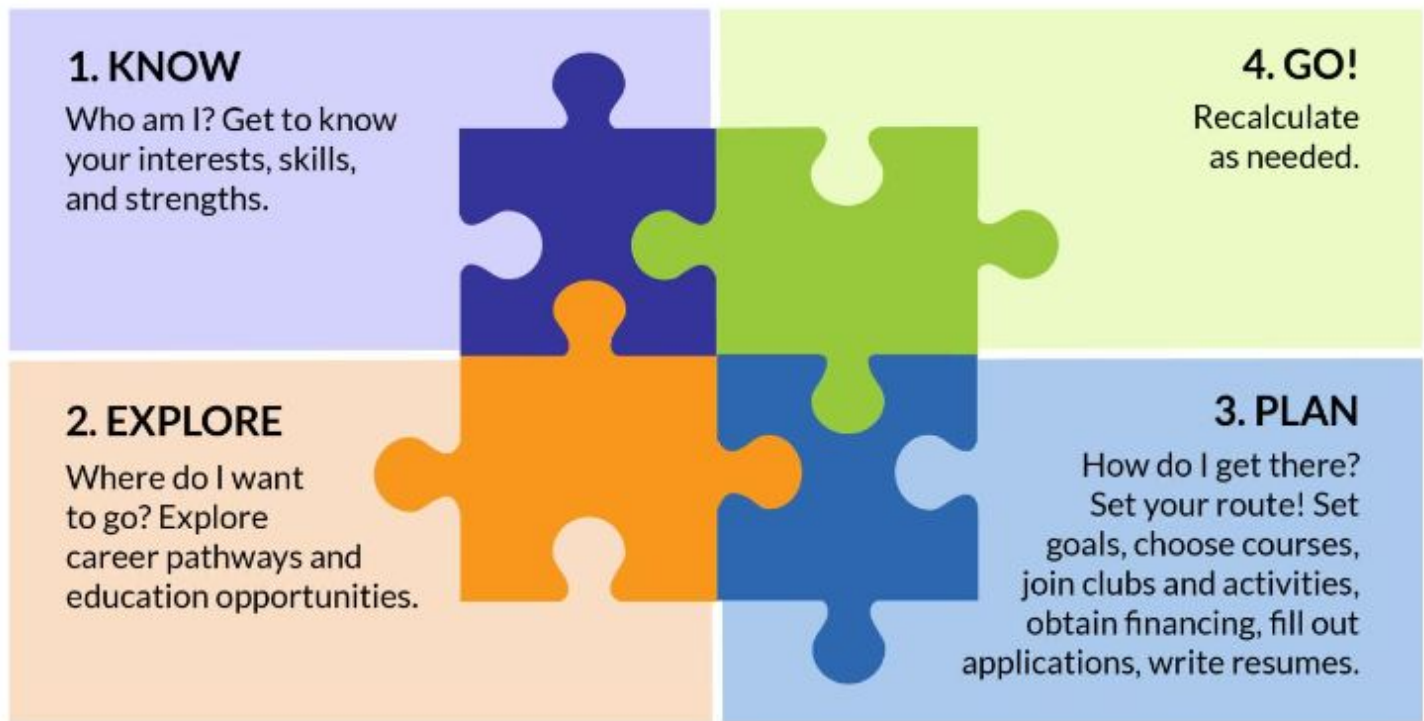 1. KNOW
Who am I? Get to know
your interests, skills,
and strengths.
2. EXPLORE
Where do I want
to go? Explore
career pathways and
education opportunities.
3. PLAN
How do I get there?
Set your route! Set
goals, choose courses,
join clubs and activities,
obtain financing, fill out
applications, write resumes.
4. GO!
Recalculate
as needed.